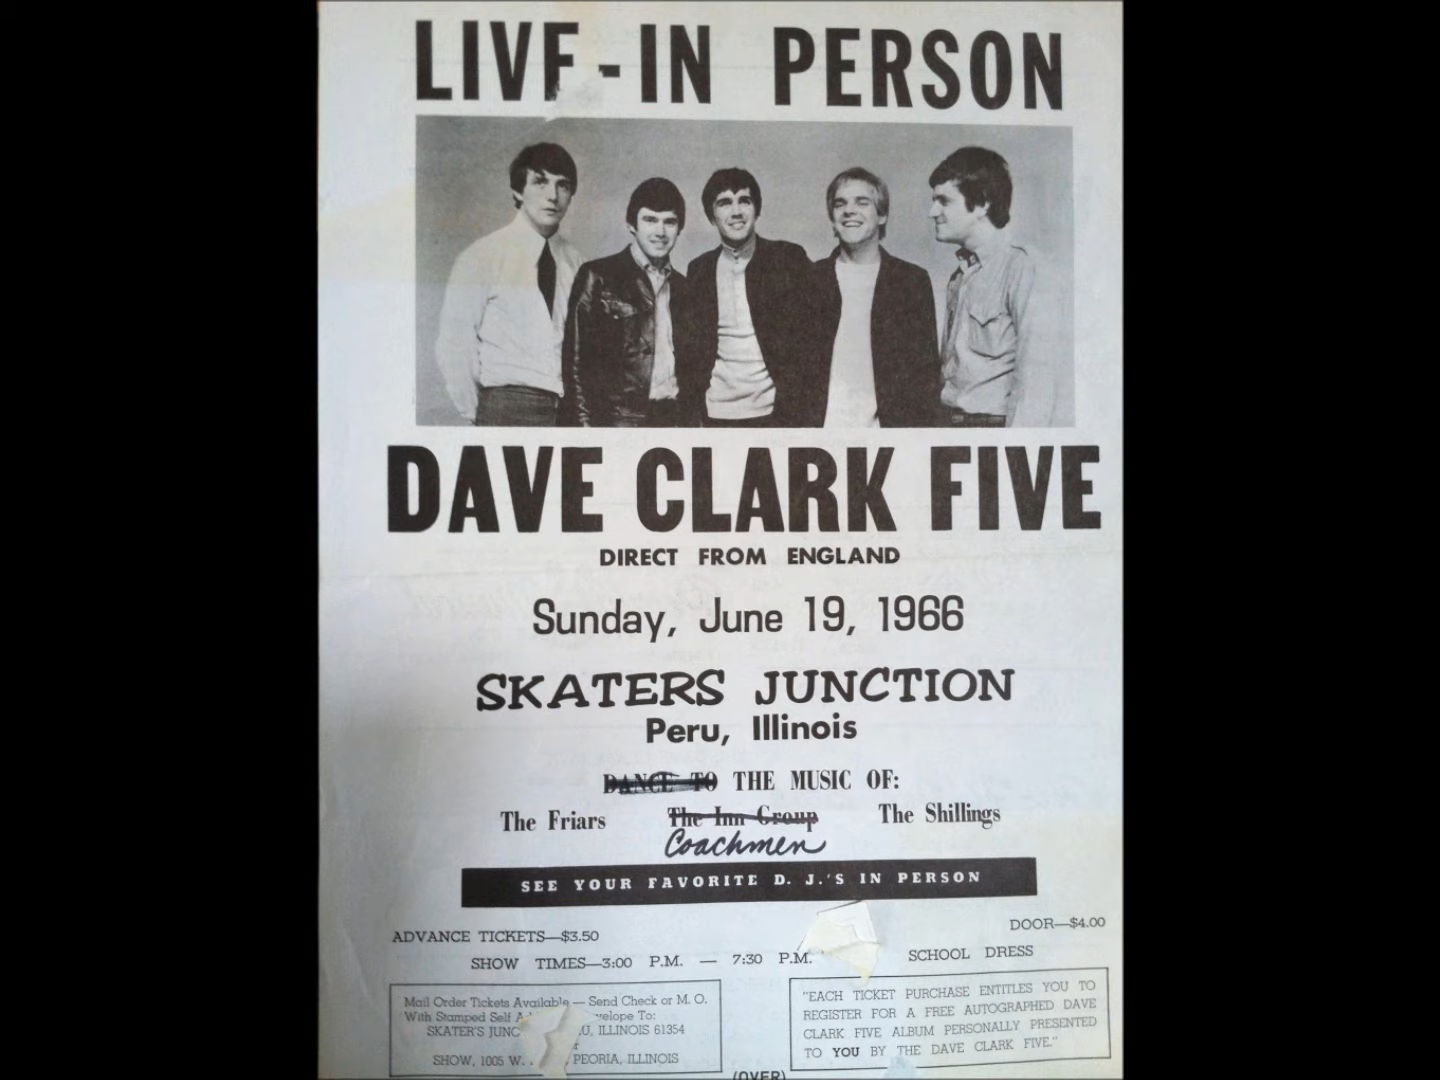 LIVE-IN PERSON
DAVE CLARK FIVE
DIRECT FROM ENGLAND
Sunday, June 19, 1966
SKATERS JUNCTION
Peru, Illinois
DANCE TO THE MUSIC OF:
The Friars The Inn Group The Shillings
Coachmen
SEE YOUR FAVORITE D. J.'S IN PERSON
ADVANCE TICKETS—$3.50 DOOR—$4.00
SHOW TIMES—3:00 P.M. — 7:30 P.M. SCHOOL DRESS
Mail Order Tickets Available — Send Check or M. O.
With Stamped Self
SKATER'S ILLINOIS 61354
SHOW, 1005 W. PEORIA, ILLINOIS
"EACH TICKET PURCHASE ENTITLES YOU TO
REGISTER FOR A FREE AUTOGRAPHED DAVE
CLARK FIVE ALBUM PERSONALLY PRESENTED
TO YOU BY THE DAVE CLARK FIVE."
(OVER)